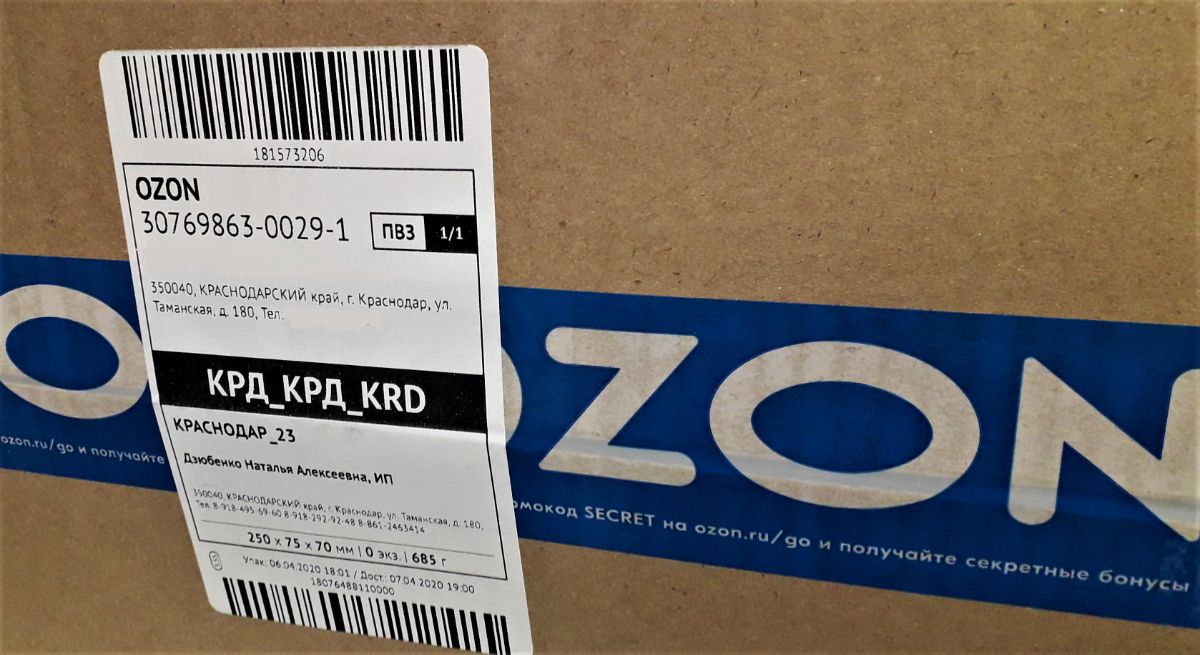 181573206
OZON
30769863-0029-1
ПВЗ 1/1
350040, КРАСНОДАРСКИЙ край, г. Краснодар, ул.
Таманская, д. 180, Тел:
КРД_КРД_KRD
КРАСНОДАР_23
Дзюбенко Наталья Алексеевна, ИП
350040, КРАСНОДАРСКИЙ край, г. Краснодар, ул. Таманская, д. 180,
Тел: 8-918-495-69-60 8-918-292-92-48 8-861-2463414
250 x 75 x 70 мм | 0 экз. | 685 г
Упак: 06.04.2020 18:01 / Дост: 07.04.2020 19:00
18076488110000
OZON
ozon.ru/go и получайте
омокод SECRET на ozon.ru/go и получайте секретные бонусы